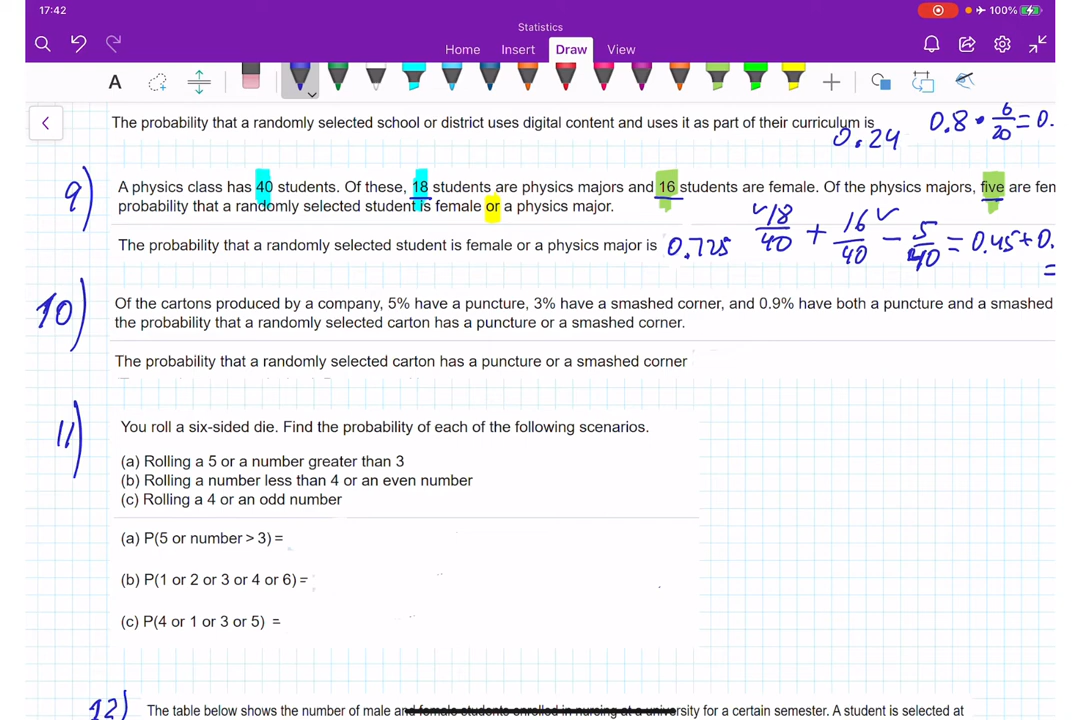 17:42
100%
Statistics
Home Insert Draw View
A
The probability that a randomly selected school or district uses digital content and uses it as part of their curriculum is
0.24
0.8 · 6/20 = 0.
9)
A physics class has 40 students. Of these, 18 students are physics majors and 16 students are female. Of the physics majors, five are fem
probability that a randomly selected student is female or a physics major.
The probability that a randomly selected student is female or a physics major is 0.725
18/40 + 16/40 - 5/40 = 0.45 + 0.
=
10)
Of the cartons produced by a company, 5% have a puncture, 3% have a smashed corner, and 0.9% have both a puncture and a smashed
the probability that a randomly selected carton has a puncture or a smashed corner.
The probability that a randomly selected carton has a puncture or a smashed corner
11)
You roll a six-sided die. Find the probability of each of the following scenarios.
(a) Rolling a 5 or a number greater than 3
(b) Rolling a number less than 4 or an even number
(c) Rolling a 4 or an odd number
(a) P(5 or number > 3) =
(b) P(1 or 2 or 3 or 4 or 6) =
(c) P(4 or 1 or 3 or 5) =
12)
The table below shows the number of male and female students enrolled in nursing at a university for a certain semester. A student is selected at